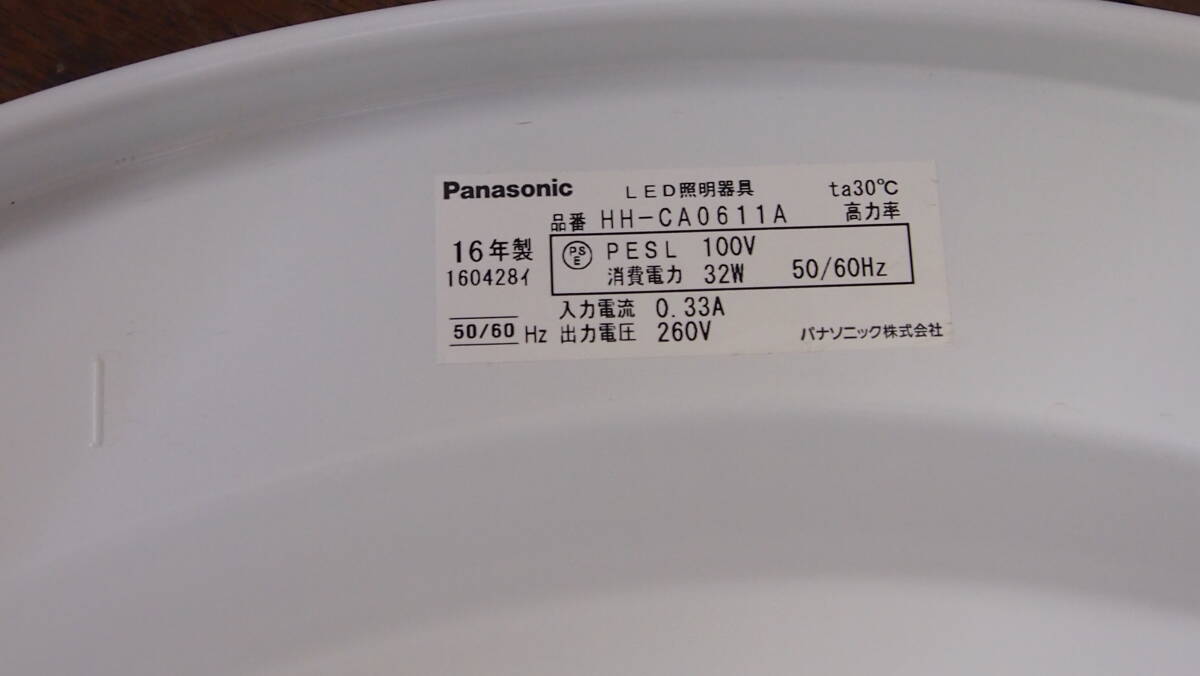 Panasonic LED照明器具 ta30℃
品番 HH-CA0611A 高力率
16年製 PSE PESL 100V
160428ｲ 消費電力 32W 50/60Hz
入力電流 0.33A
50/60 Hz 出力電圧 260V パナソニック株式会社